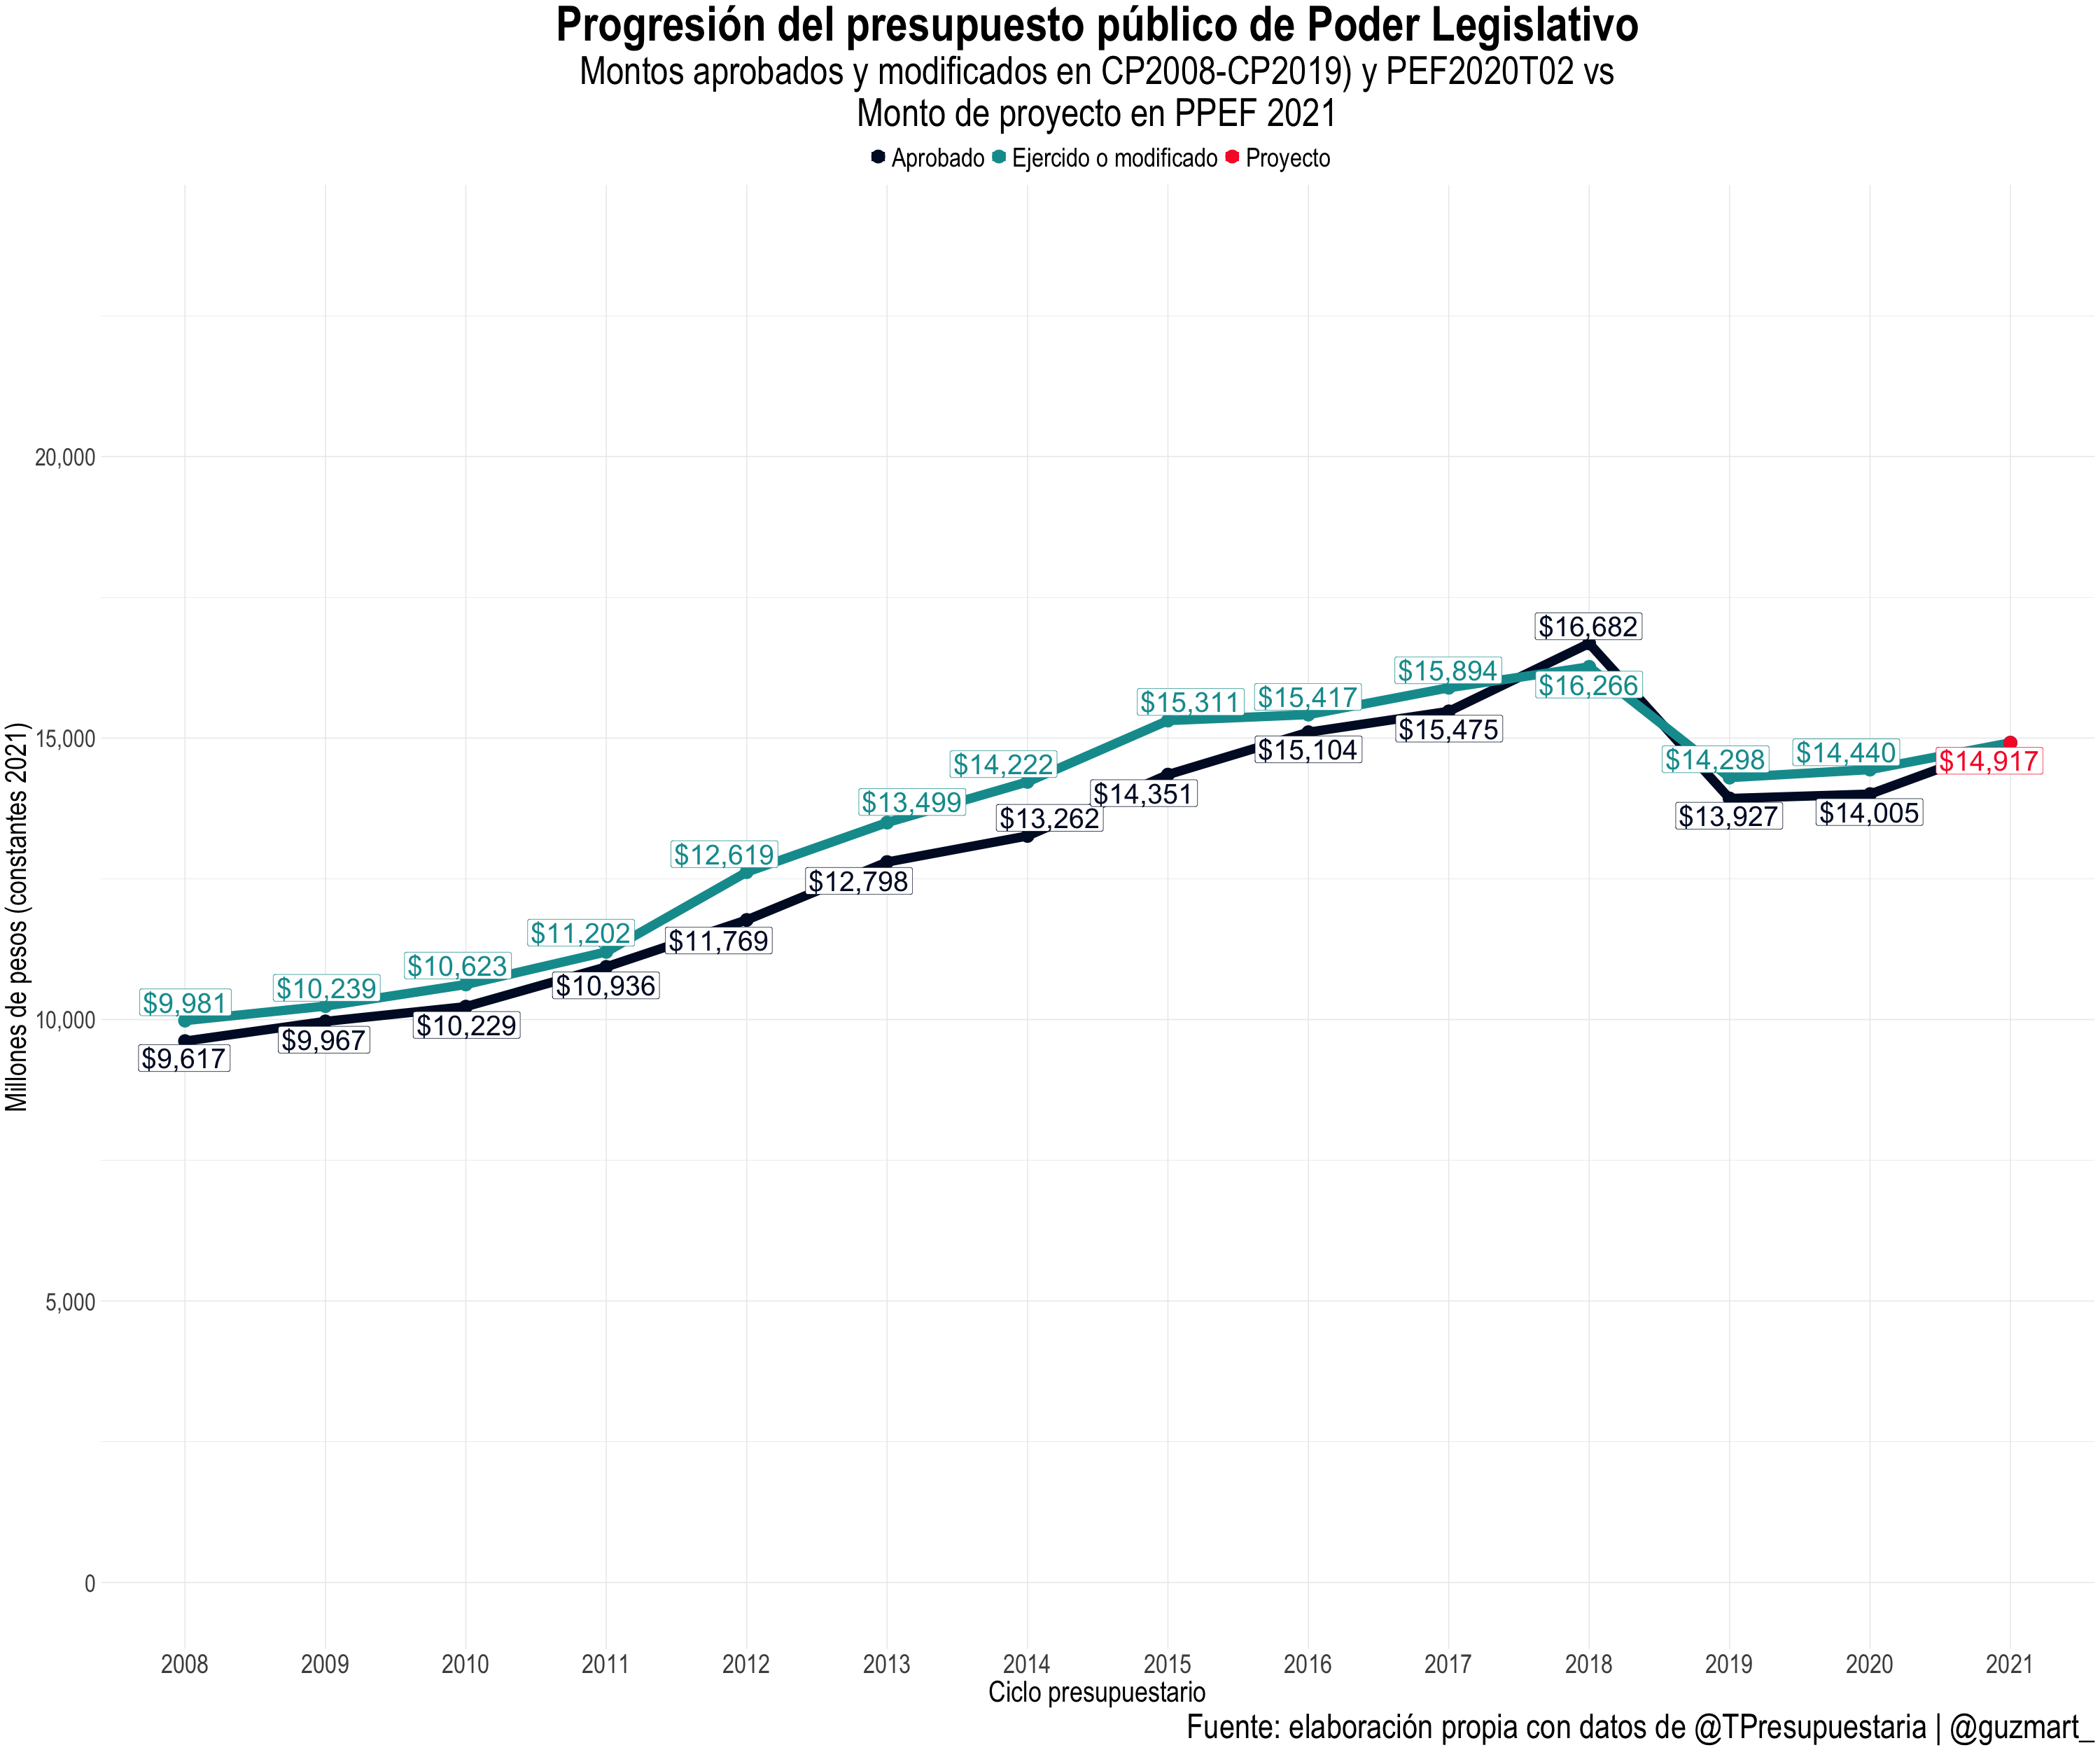 Progresión del presupuesto público de Poder Legislativo
Montos aprobados y modificados en CP2008-CP2019) y PEF2020T02 vs
Monto de proyecto en PPEF 2021
Aprobado Ejercido o modificado Proyecto
Millones de pesos (constantes 2021)
20,000
15,000
10,000
5,000
0
$9,981 $10,239 $10,623 $11,202 $12,619 $13,499 $14,222 $15,311 $15,417 $15,894 $16,266 $14,298 $14,440
$9,617 $9,967 $10,229 $10,936 $11,769 $12,798 $13,262 $14,351 $15,104 $15,475 $16,682 $13,927 $14,005
$14,917
2008 2009 2010 2011 2012 2013 2014 2015 2016 2017 2018 2019 2020 2021
Ciclo presupuestario
Fuente: elaboración propia con datos de @TPresupuestaria | @guzmart_